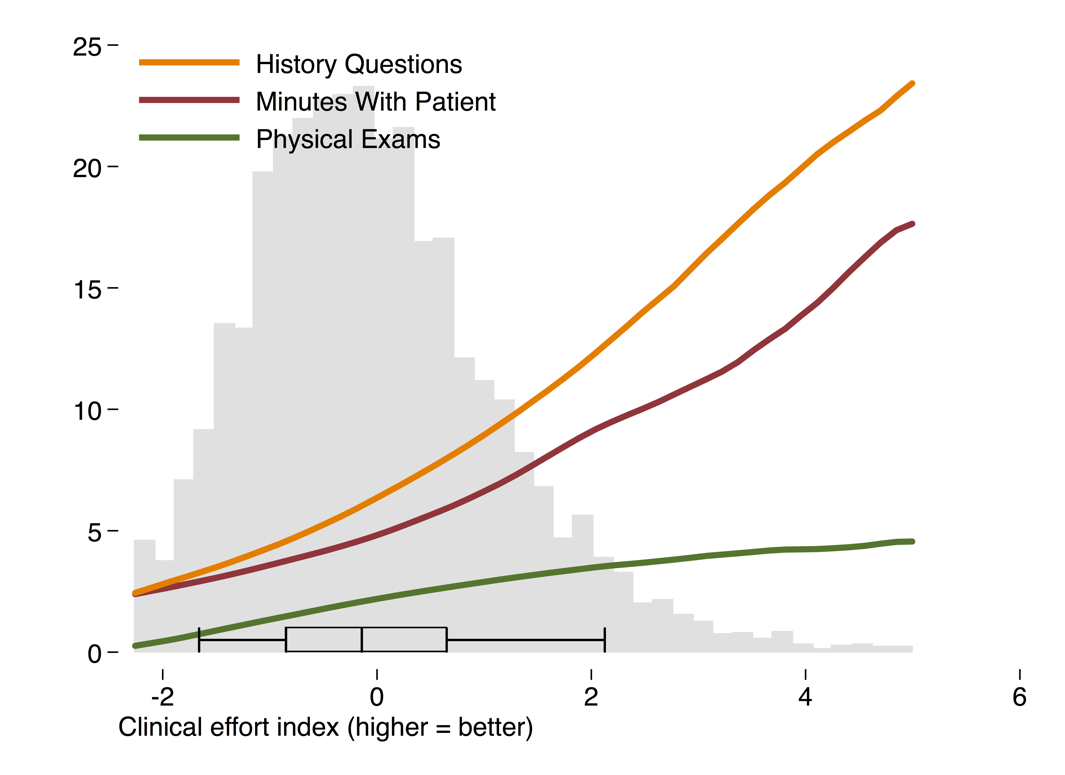 25
History Questions
Minutes With Patient
Physical Exams
20
15
10
5
0
-2 0 2 4 6
Clinical effort index (higher = better)